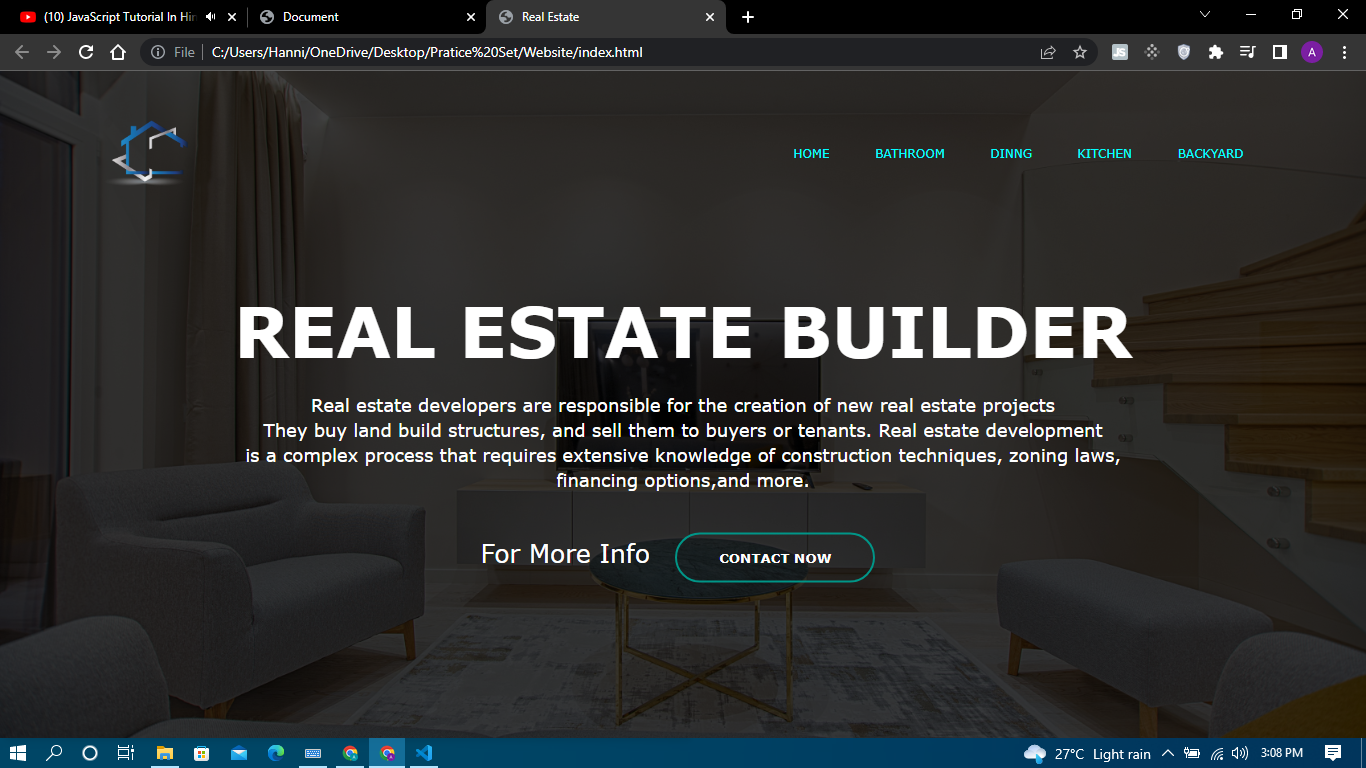 (10) JavaScript Tutorial In Hin
Document
Real Estate
File
C:/Users/Hanni/OneDrive/Desktop/Pratice%20Set/Website/index.html
JS
A
HOME
BATHROOM
DINNG
KITCHEN
BACKYARD
REAL ESTATE BUILDER
Real estate developers are responsible for the creation of new real estate projects
They buy land build structures, and sell them to buyers or tenants. Real estate development
is a complex process that requires extensive knowledge of construction techniques, zoning laws,
financing options,and more.
For More Info
CONTACT NOW
27°C Light rain
3:08 PM